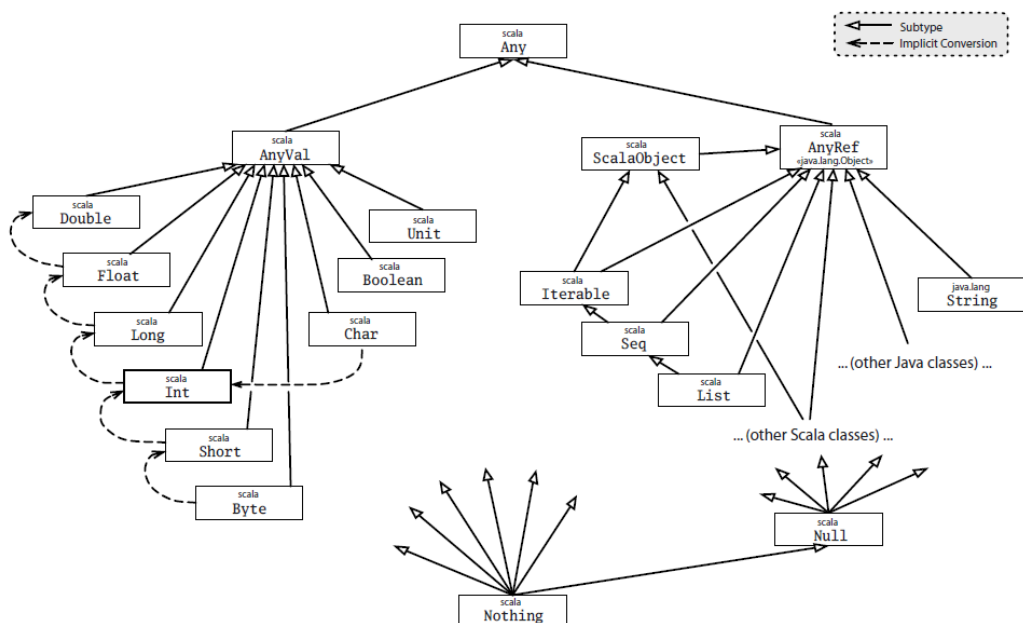 scala
Any
Subtype
Implicit Conversion
scala
AnyVal
scala
ScalaObject
scala
AnyRef
«java.lang.Object»
scala
Double
scala
Unit
scala
Float
scala
Boolean
scala
Iterable
java.lang
String
scala
Long
scala
Char
scala
Seq
scala
Int
scala
List
... (other Java classes) ...
scala
Short
... (other Scala classes) ...
scala
Byte
scala
Null
scala
Nothing